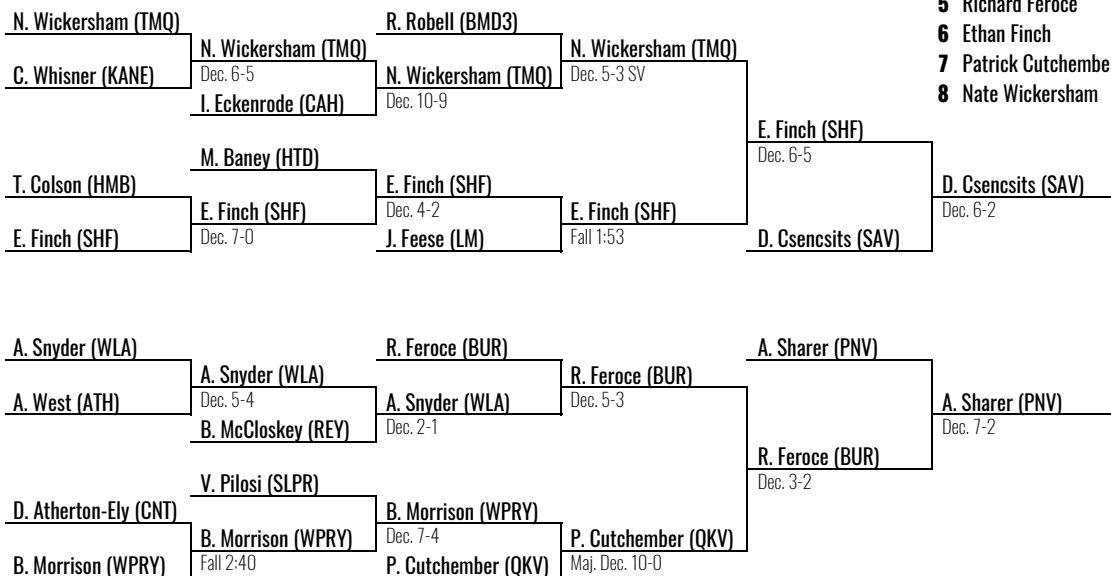 5 Richard Feroce
6 Ethan Finch
7 Patrick Cutchembe
8 Nate Wickersham
N. Wickersham (TMQ)
C. Whisner (KANE)
T. Colson (HMB)
E. Finch (SHF)
N. Wickersham (TMQ)
Dec. 6-5
I. Eckenrode (CAH)
M. Baney (HTD)
E. Finch (SHF)
Dec. 7-0
R. Robell (BMD3)
N. Wickersham (TMQ)
Dec. 10-9
E. Finch (SHF)
Dec. 4-2
J. Feese (LM)
N. Wickersham (TMQ)
Dec. 5-3 SV
E. Finch (SHF)
Fall 1:53
E. Finch (SHF)
Dec. 6-5
D. Csencsits (SAV)
D. Csencsits (SAV)
Dec. 6-2
A. Snyder (WLA)
A. West (ATH)
D. Atherton-Ely (CNT)
B. Morrison (WPRY)
A. Snyder (WLA)
Dec. 5-4
B. McCloskey (REY)
V. Pilosi (SLPR)
B. Morrison (WPRY)
Fall 2:40
R. Feroce (BUR)
A. Snyder (WLA)
Dec. 2-1
B. Morrison (WPRY)
Dec. 7-4
P. Cutchember (QKV)
R. Feroce (BUR)
Dec. 5-3
P. Cutchember (QKV)
Maj. Dec. 10-0
A. Sharer (PNV)
R. Feroce (BUR)
Dec. 3-2
A. Sharer (PNV)
Dec. 7-2